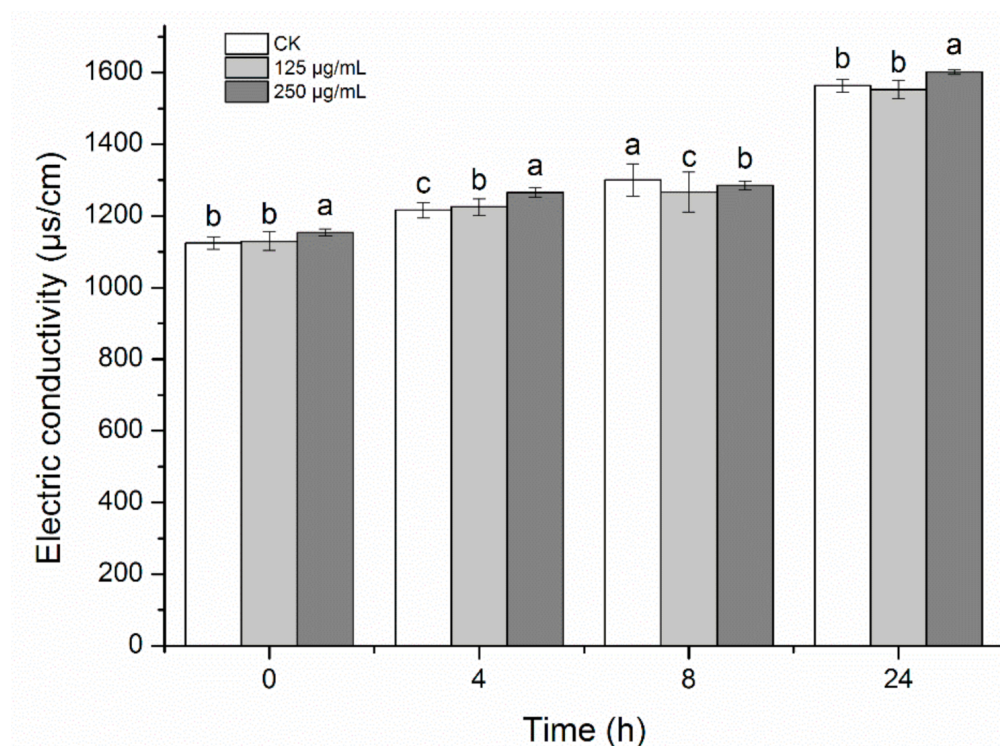 CK
125 μg/mL
250 μg/mL
Electric conductivity (μs/cm)
1600
1400
1200
1000
800
600
400
200
0
b b a
c b a
a c b
b b a
0 4 8 24
Time (h)